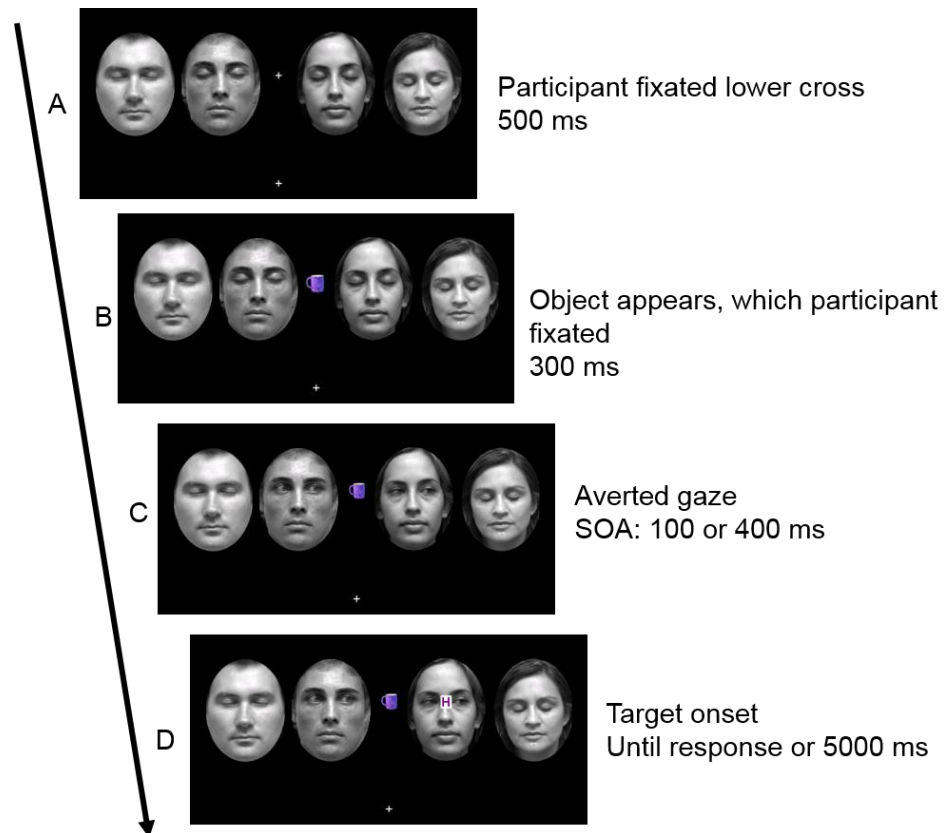 A
Participant fixated lower cross
500 ms
B
Object appears, which participant
fixated
300 ms
C
Averted gaze
SOA: 100 or 400 ms
D
H
Target onset
Until response or 5000 ms